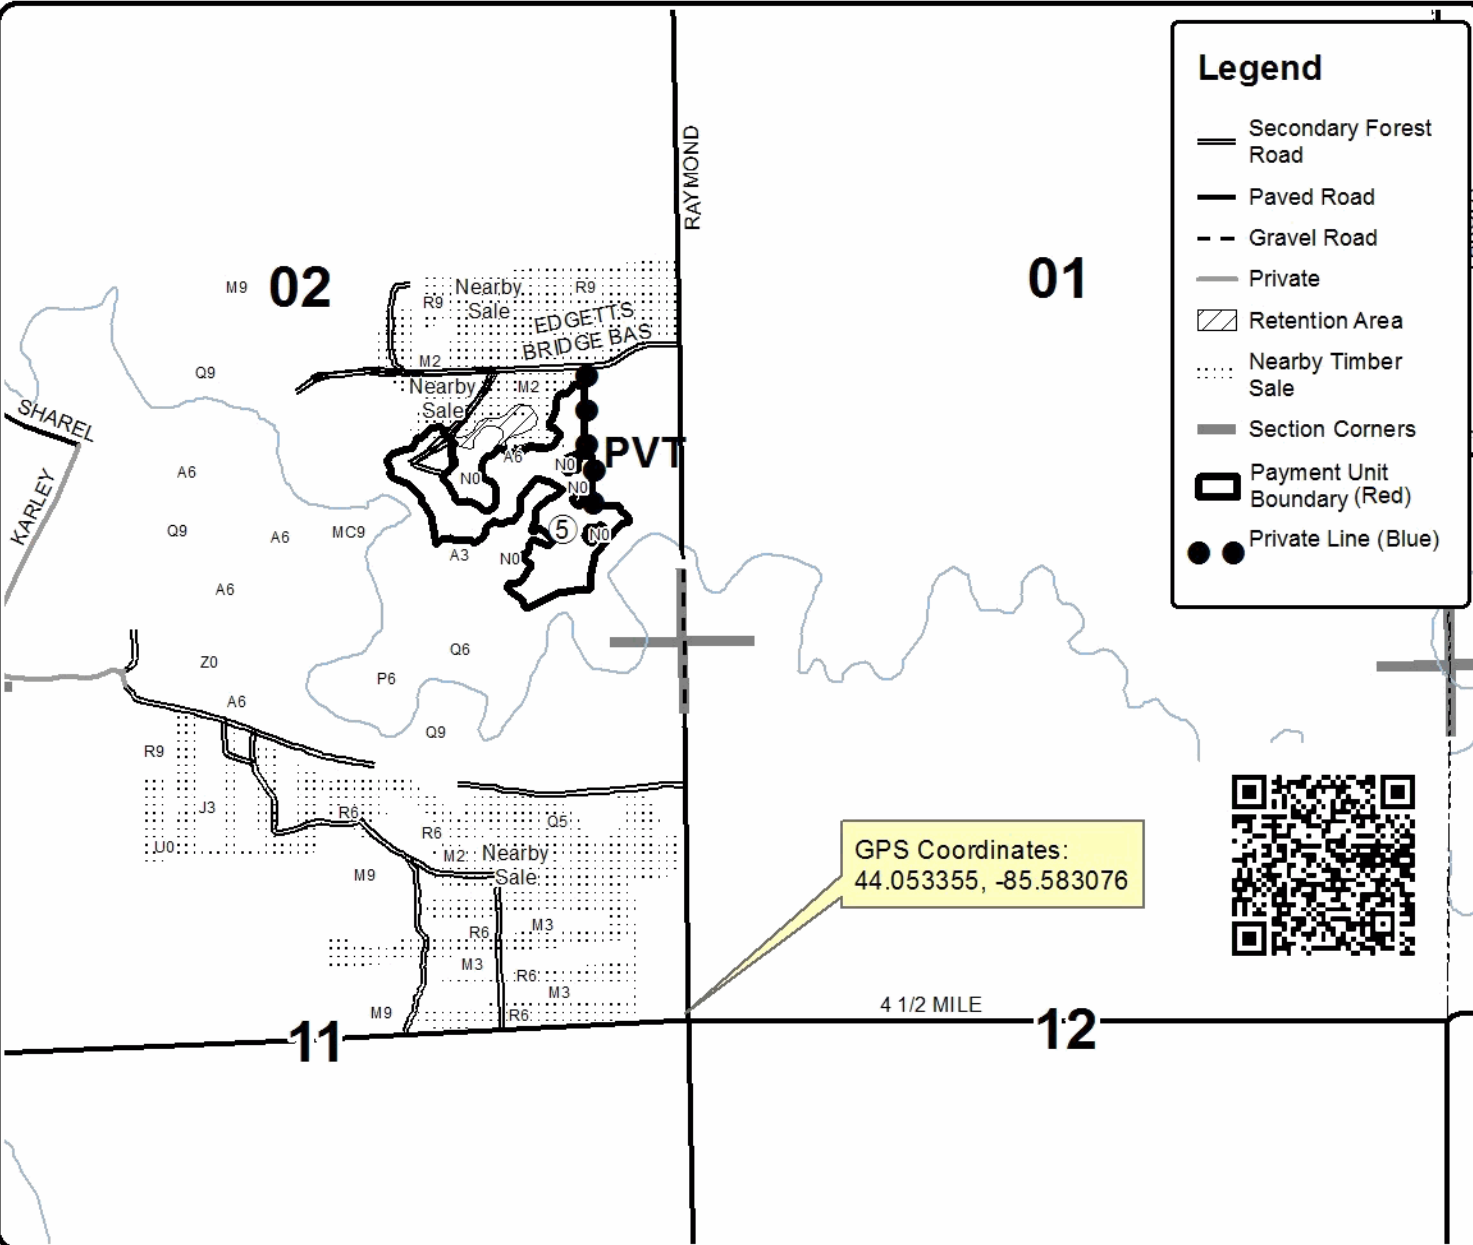 Legend
Secondary Forest
Road
Paved Road
Gravel Road
Private
Retention Area
Nearby Timber
Sale
Section Corners
Payment Unit
Boundary (Red)
Private Line (Blue)
RAYMOND
02
01
M9
R9
Nearby
Sale
R9
EDGETTS
BRIDGE BAS
M2
Q9
Nearby
Sale
M2
SHAREL
KARLEY
PVT
A6
N0
A6
N0
N0
Q9
A6
MC9
5
N0
A3
N0
A6
Z0
Q6
P6
A6
Q9
R9
J3
R6
Q5
U0
R6
M2
Nearby
Sale
M9
GPS Coordinates:
44.053355, -85.583076
R6
M3
M3
R6
M3
M9
R6
4 1/2 MILE
11
12